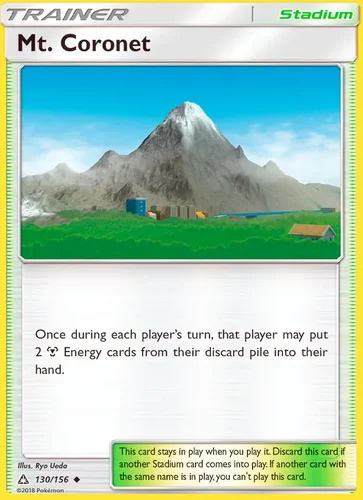 TRAINER
Stadium
Mt. Coronet
Once during each player's turn, that player may put
2 Energy cards from their discard pile into their
hand.
Illus. Ryo Ueda
130/156
©2018 Pokémon
This card stays in play when you play it. Discard this card if
another Stadium card comes into play. If another card with
the same name is in play, you can't play this card.